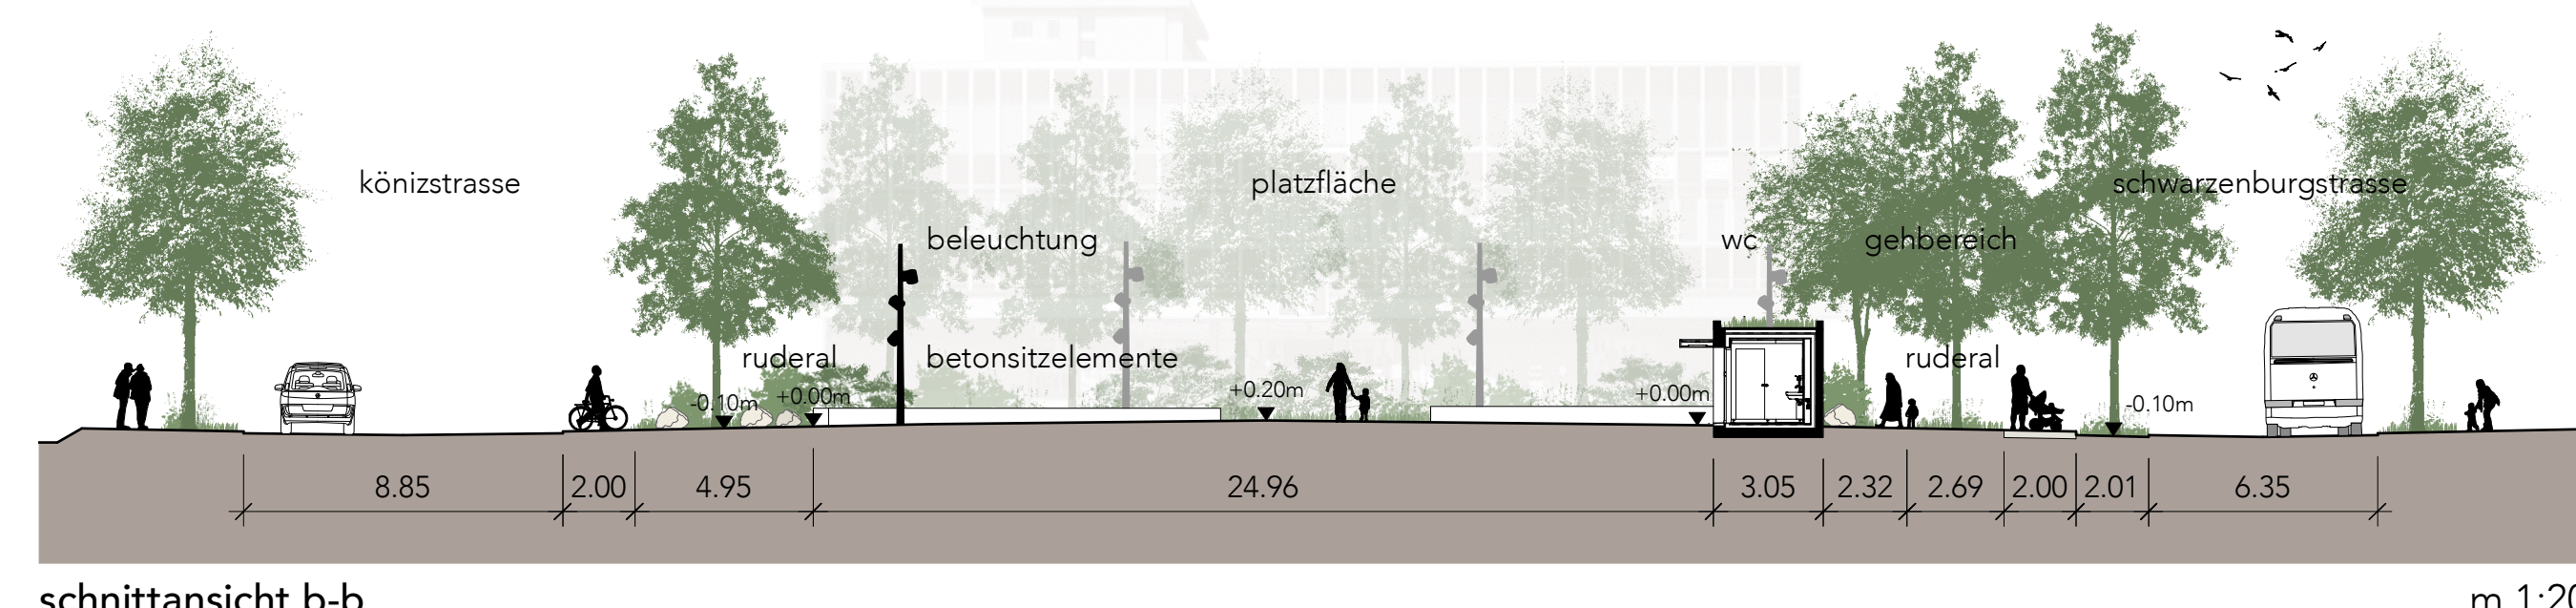 könizstrasse
platzfläche
schwarzenburgstrasse
beleuchtung
wc
gehbereich
ruderal
betonsitzelemente
ruderal
-0.10m
+0.00m
+0.20m
+0.00m
-0.10m
8.85
2.00
4.95
24.96
3.05
2.32
2.69
2.00
2.01
6.35
schnittansicht b-b
m 1:20